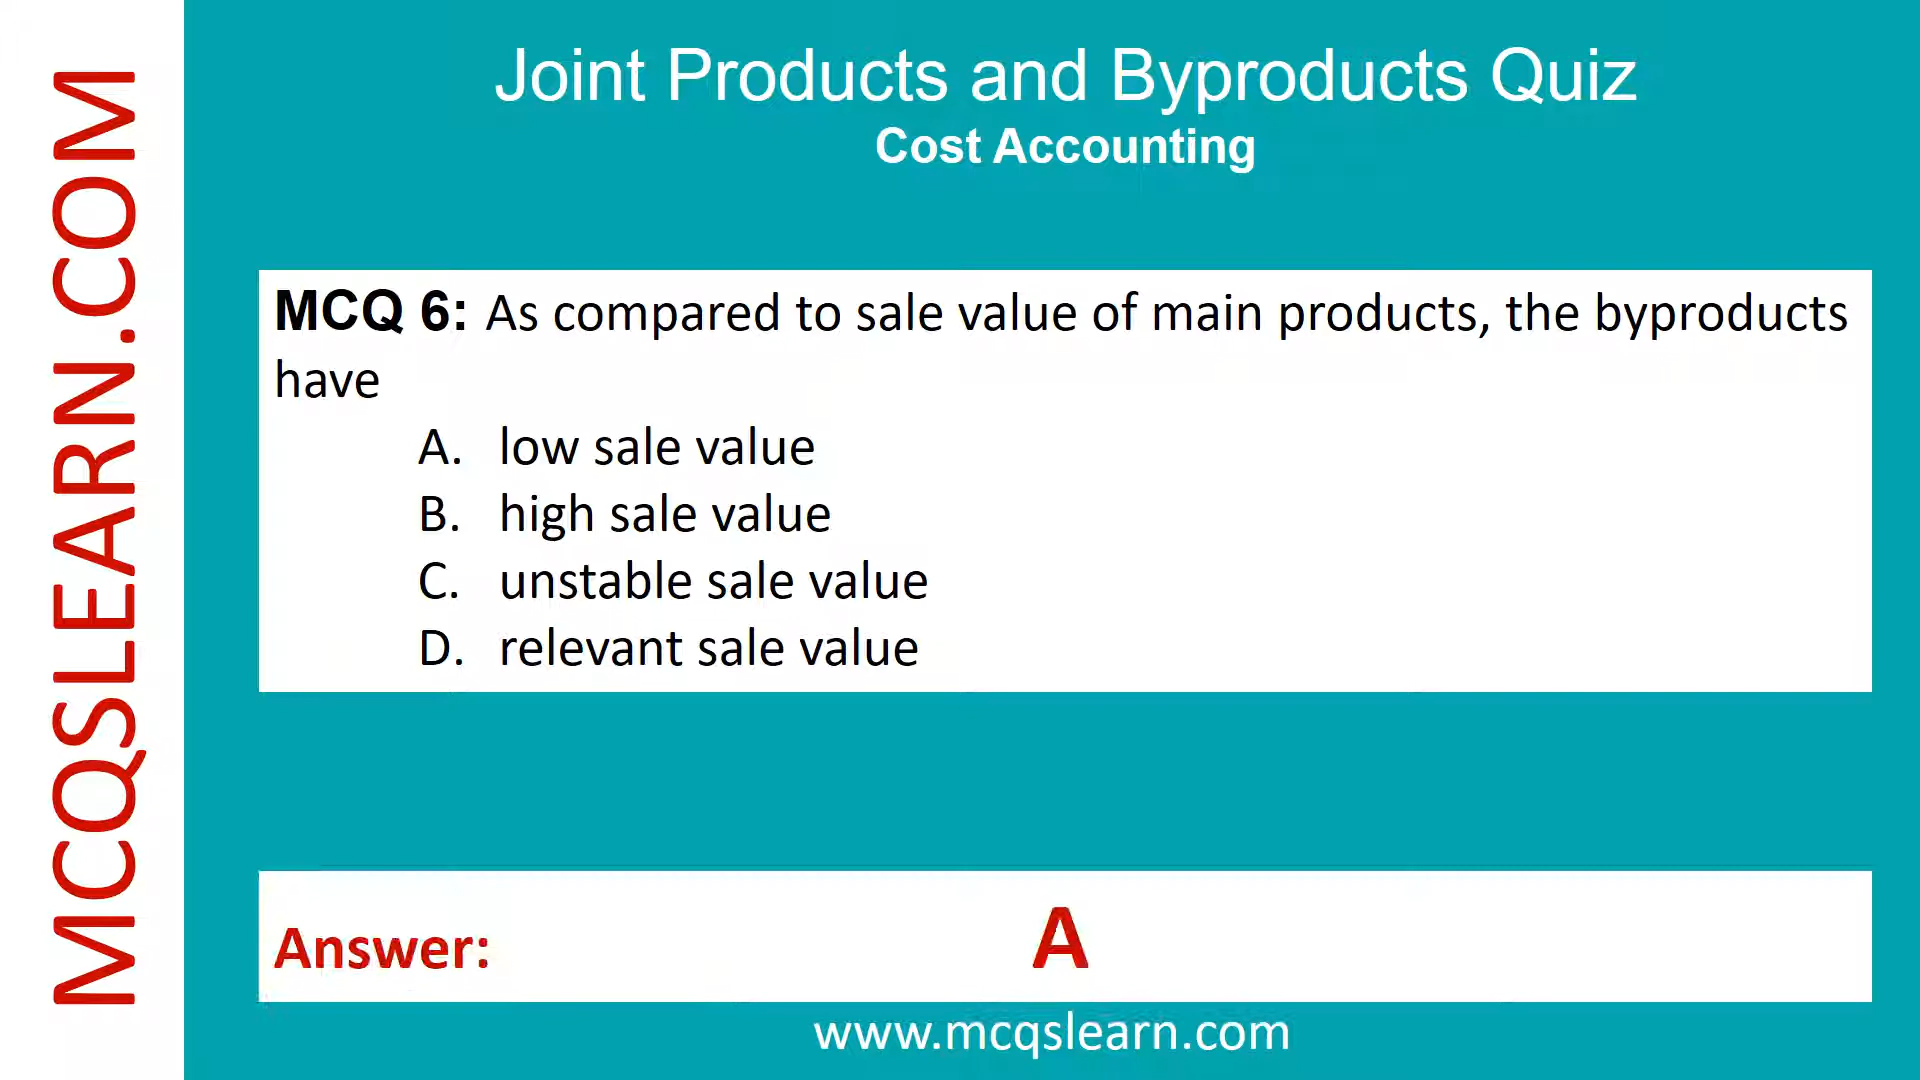 MCQSLEARN.COM
Joint Products and Byproducts Quiz
Cost Accounting
MCQ 6: As compared to sale value of main products, the byproducts
have
A. low sale value
B. high sale value
C. unstable sale value
D. relevant sale value
Answer: A
www.mcqslearn.com